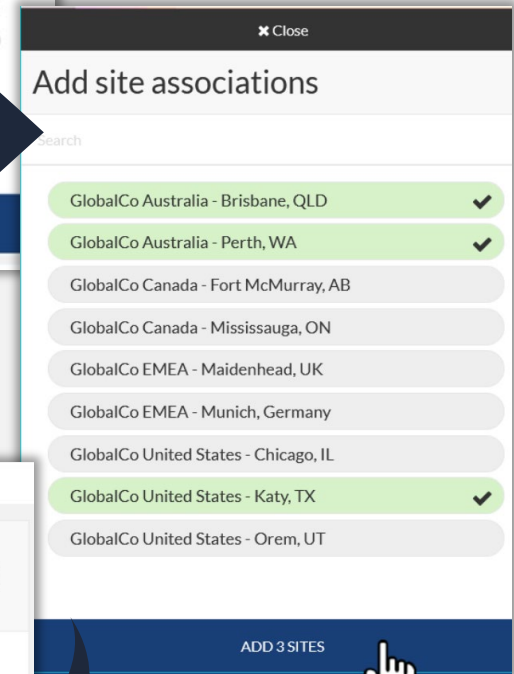 ✖ Close
Add site associations
Search
GlobalCo Australia - Brisbane, QLD
GlobalCo Australia - Perth, WA
GlobalCo Canada - Fort McMurray, AB
GlobalCo Canada - Mississauga, ON
GlobalCo EMEA - Maidenhead, UK
GlobalCo EMEA - Munich, Germany
GlobalCo United States - Chicago, IL
GlobalCo United States - Katy, TX
GlobalCo United States - Orem, UT
ADD 3 SITES